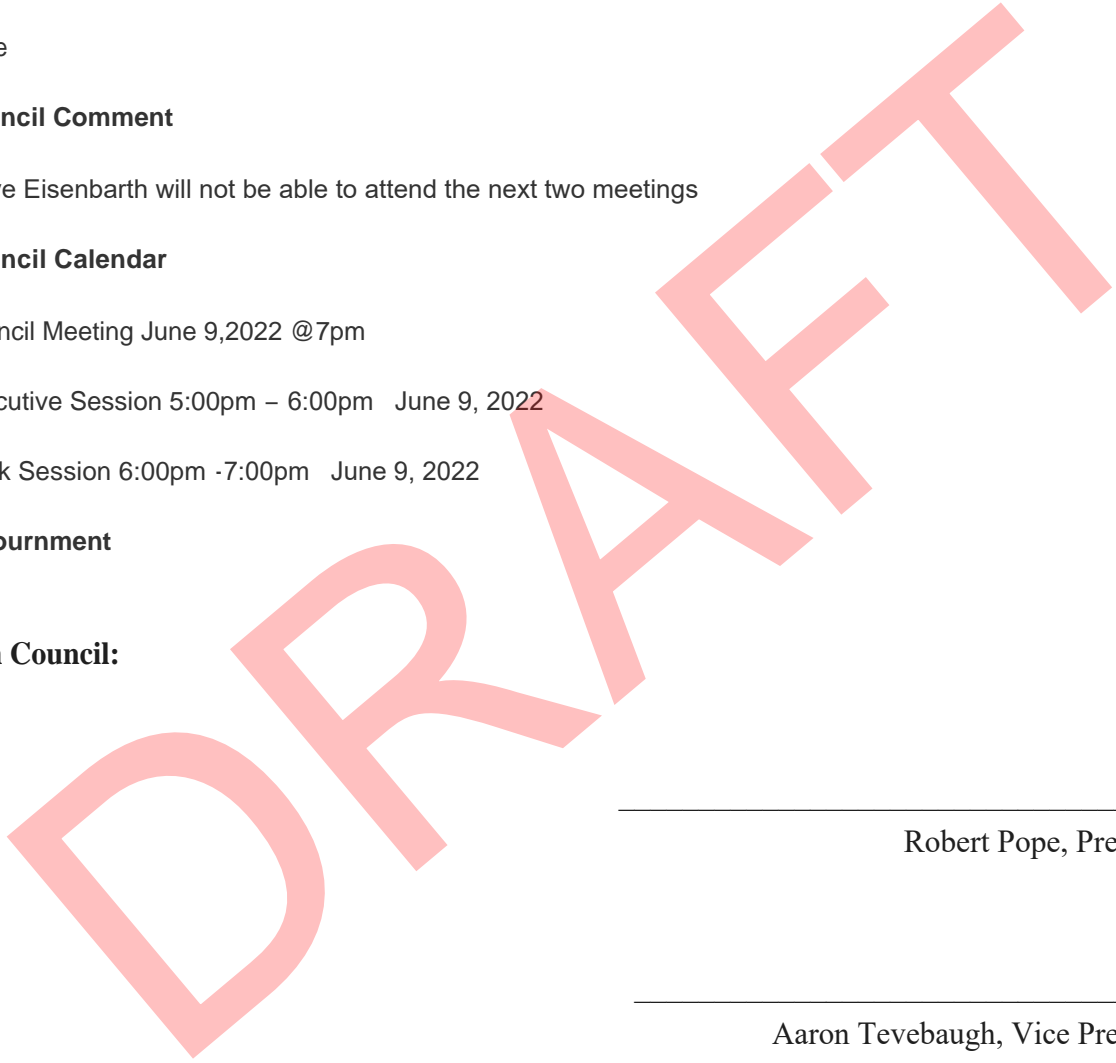 e
ncil Comment
ve Eisenbarth will not be able to attend the next two meetings
ncil Calendar
ncil Meeting June 9,2022 @7pm
cutive Session 5:00pm – 6:00pm June 9, 2022
k Session 6:00pm -7:00pm June 9, 2022
ournment
n Council:
DRAFT
Robert Pope, Pre
Aaron Tevebaugh, Vice Pre